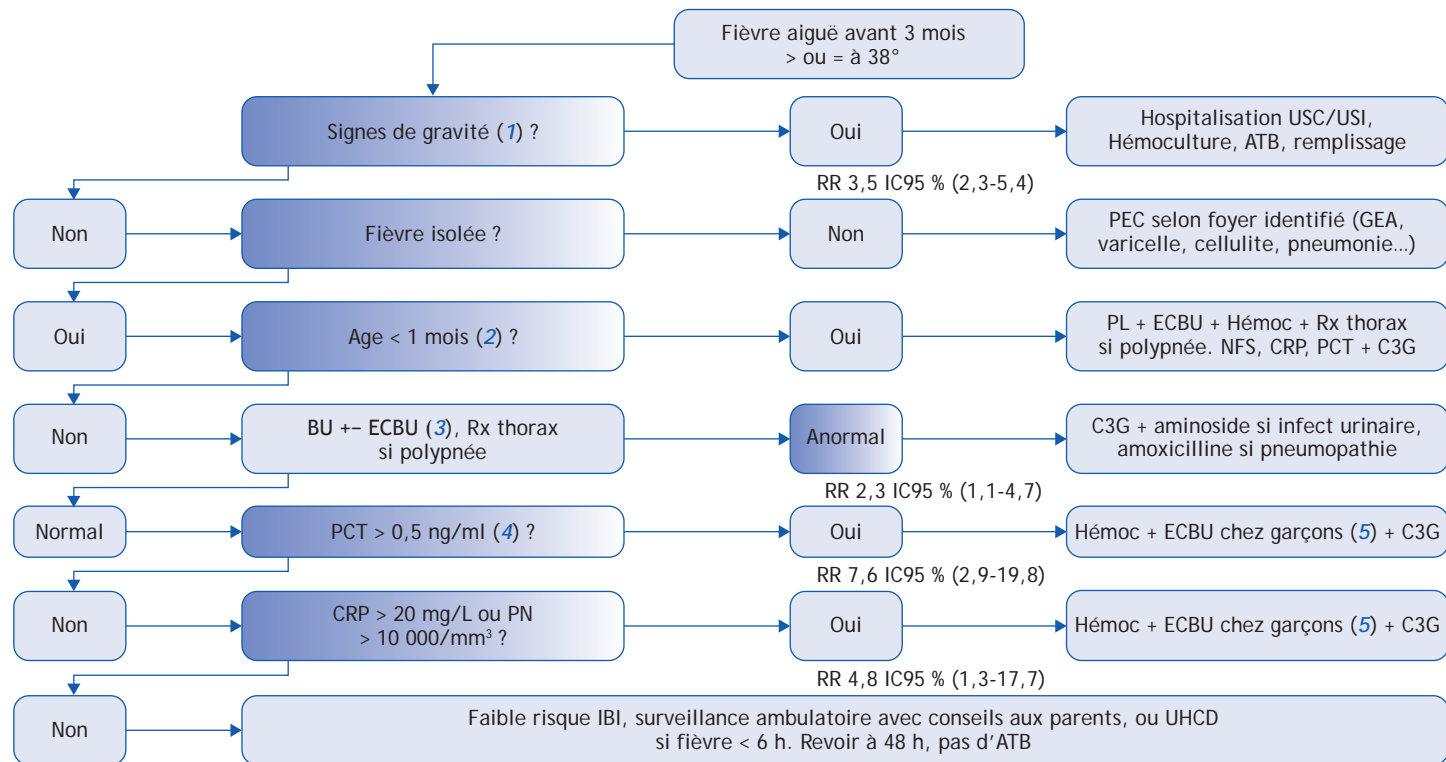 Fièvre aiguë avant 3 mois
> ou = à 38°
Signes de gravité (1) ?
Oui
Hospitalisation USC/USI,
Hémoculture, ATB, remplissage
RR 3,5 IC95 % (2,3-5,4)
Non
Fièvre isolée ?
Non
PEC selon foyer identifié (GEA,
varicelle, cellulite, pneumonie...)
Oui
Age < 1 mois (2) ?
Oui
PL + ECBU + Hémoc + Rx thorax
si polypnée. NFS, CRP, PCT + C3G
Non
BU +− ECBU (3), Rx thorax
si polypnée
Anormal
C3G + aminoside si infect urinaire,
amoxicilline si pneumopathie
RR 2,3 IC95 % (1,1-4,7)
Normal
PCT > 0,5 ng/ml (4) ?
Oui
Hémoc + ECBU chez garçons (5) + C3G
RR 7,6 IC95 % (2,9-19,8)
Non
CRP > 20 mg/L ou PN
> 10 000/mm³ ?
Oui
Hémoc + ECBU chez garçons (5) + C3G
RR 4,8 IC95 % (1,3-17,7)
Non
Faible risque IBI, surveillance ambulatoire avec conseils aux parents, ou UHCD
si fièvre < 6 h. Revoir à 48 h, pas d'ATB